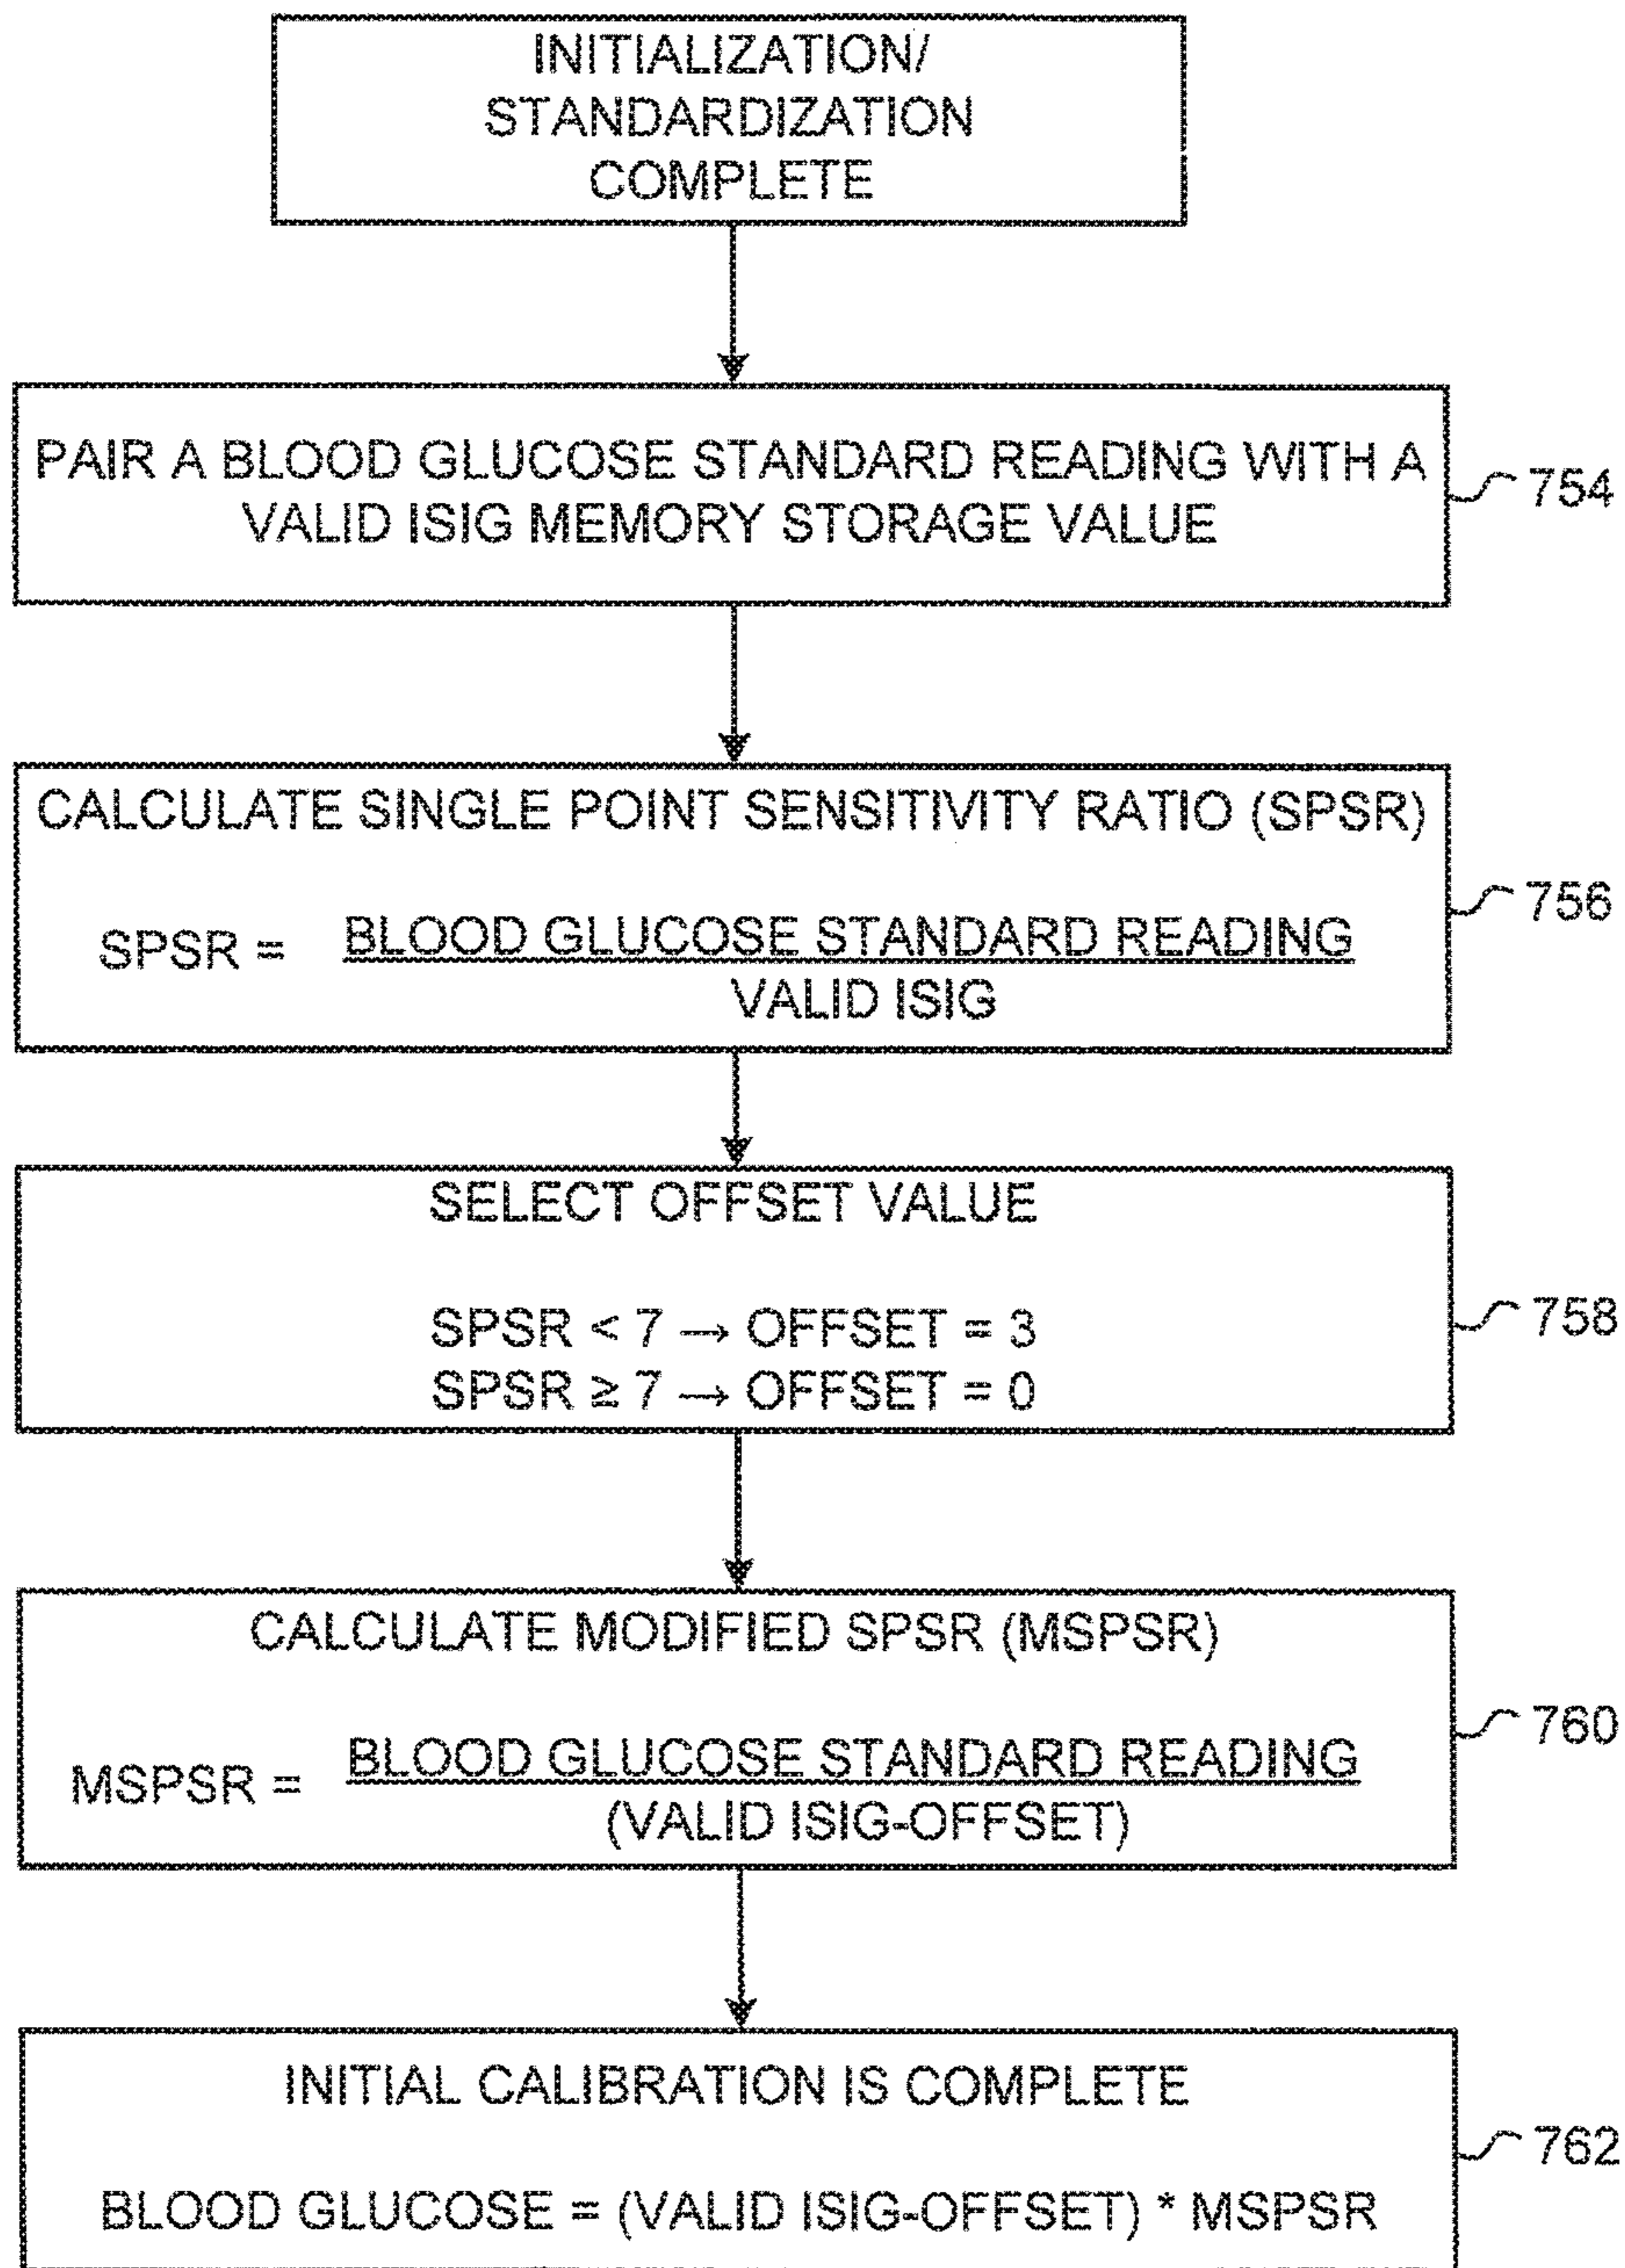 INITIALIZATION/
STANDARDIZATION
COMPLETE
PAIR A BLOOD GLUCOSE STANDARD READING WITH A
VALID ISIG MEMORY STORAGE VALUE
754
CALCULATE SINGLE POINT SENSITIVITY RATIO (SPSR)
SPSR = BLOOD GLUCOSE STANDARD READING
VALID ISIG
756
SELECT OFFSET VALUE
SPSR < 7 → OFFSET = 3
SPSR ≥ 7 → OFFSET = 0
758
CALCULATE MODIFIED SPSR (MSPSR)
MSPSR = BLOOD GLUCOSE STANDARD READING
(VALID ISIG-OFFSET)
760
INITIAL CALIBRATION IS COMPLETE
BLOOD GLUCOSE = (VALID ISIG-OFFSET) * MSPSR
762